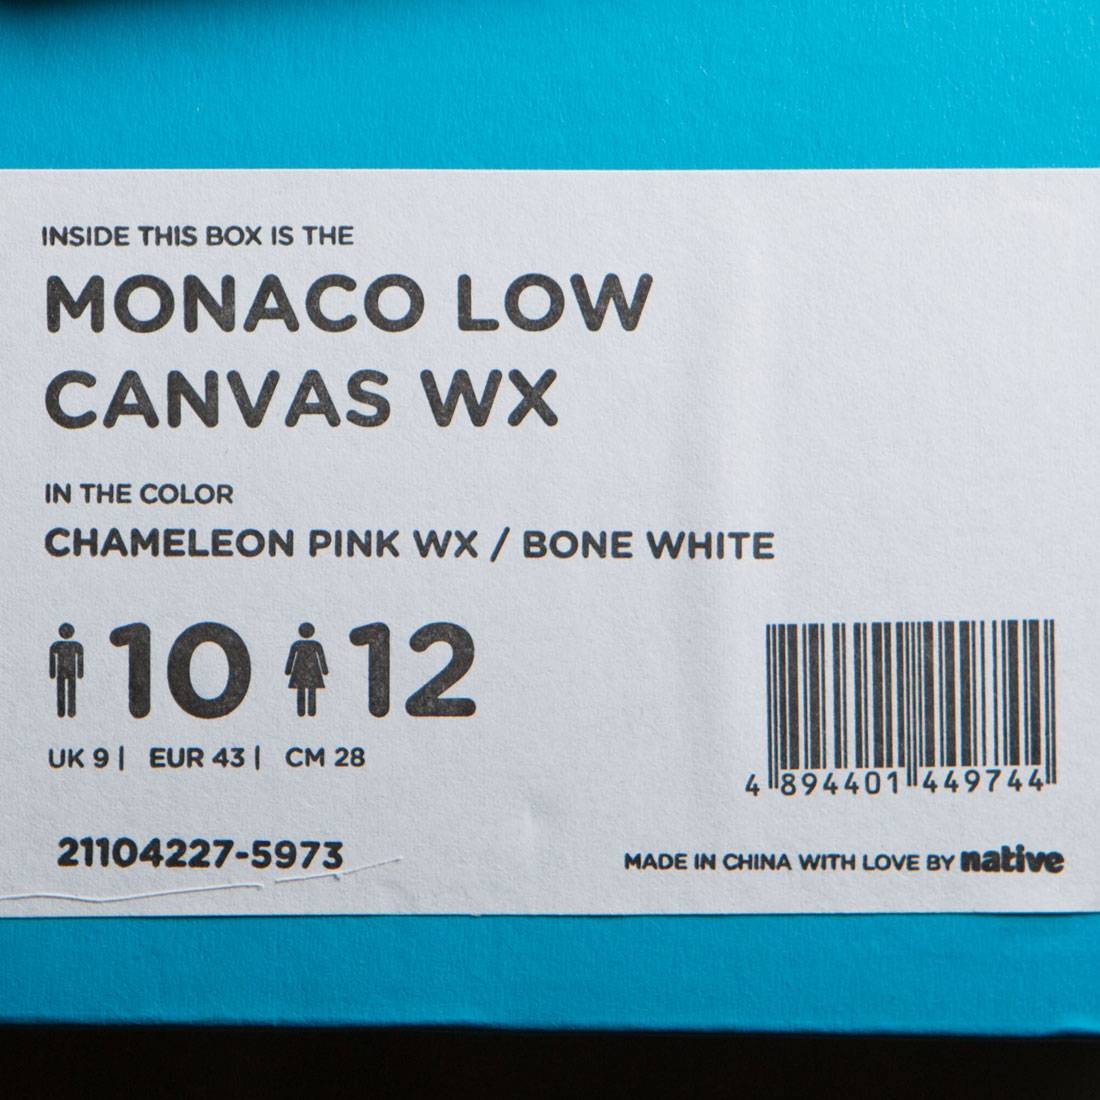 INSIDE THIS BOX IS THE
MONACO LOW
CANVAS WX
IN THE COLOR
CHAMELEON PINK WX / BONE WHITE
10 12
UK 9 | EUR 43 | CM 28
4 894401 449744
21104227-5973
MADE IN CHINA WITH LOVE BY native